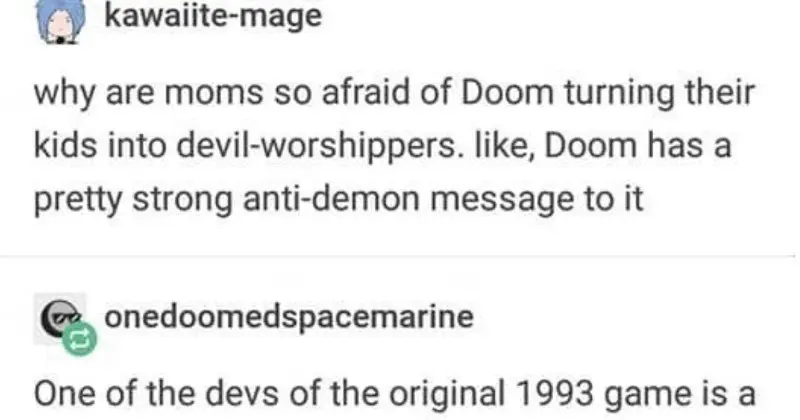 kawaiite-mage
why are moms so afraid of Doom turning their
kids into devil-worshippers. like, Doom has a
pretty strong anti-demon message to it
onedoomedspacemarine
One of the devs of the original 1993 game is a